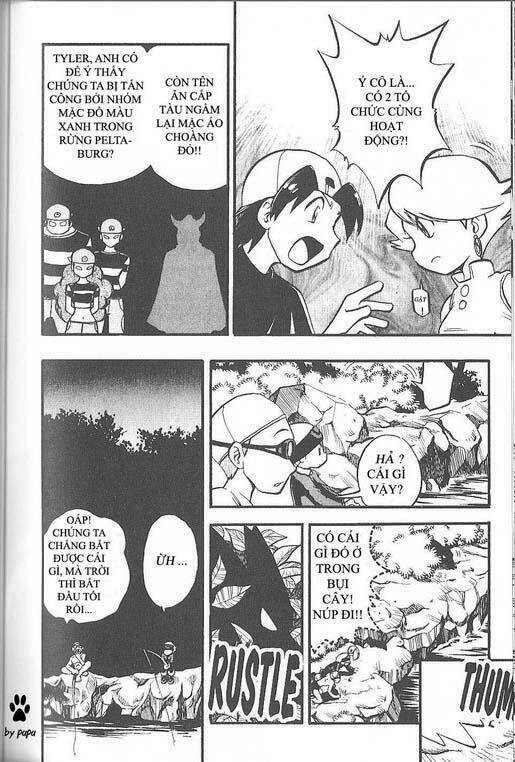 Ý CÔ LÀ...
CÓ 2 TỔ
CHỨC CÙNG
HOẠT
ĐỘNG?!
GẬT
!
CÒN TÊN
ĂN CẮP
TÀU NGẦM
LẠI MẶC ÁO
CHOÀNG
ĐỎ!!
TYLER, ANH CÓ
ĐỂ Ý THẤY
CHÚNG TA BỊ TẤN
CÔNG BỞI NHÓM
MẶC ĐỒ MÀU
XANH TRONG
RỪNG PELTA-
BURG?
HẢ?
CÁI GÌ
VẬY?
CÓ CÁI
GÌ ĐÓ Ở
TRONG
BỤI
CÂY!
NÚP ĐI!!
THUM
RUSTLE
ỪH ...
OÁP!
CHÚNG TA
CHẲNG BẮT
ĐƯỢC CÁI
GÌ, MÀ TRỜI
THÌ BẮT
ĐẦU TỐI
RỒI...
by papa